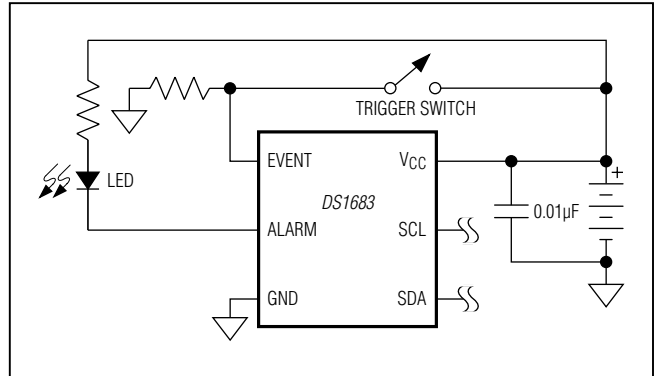 TRIGGER SWITCH
EVENT
VCC
LED
DS1683
+
0.01µF
ALARM
SCL
GND
SDA